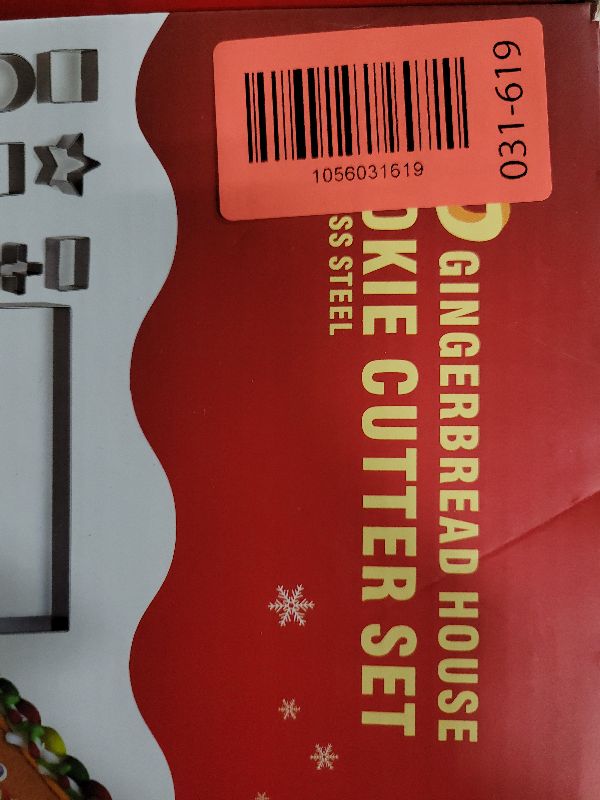 1056031619
031-619
GINGERBREAD HOUSE
OKIE CUTTER SET
SS STEEL